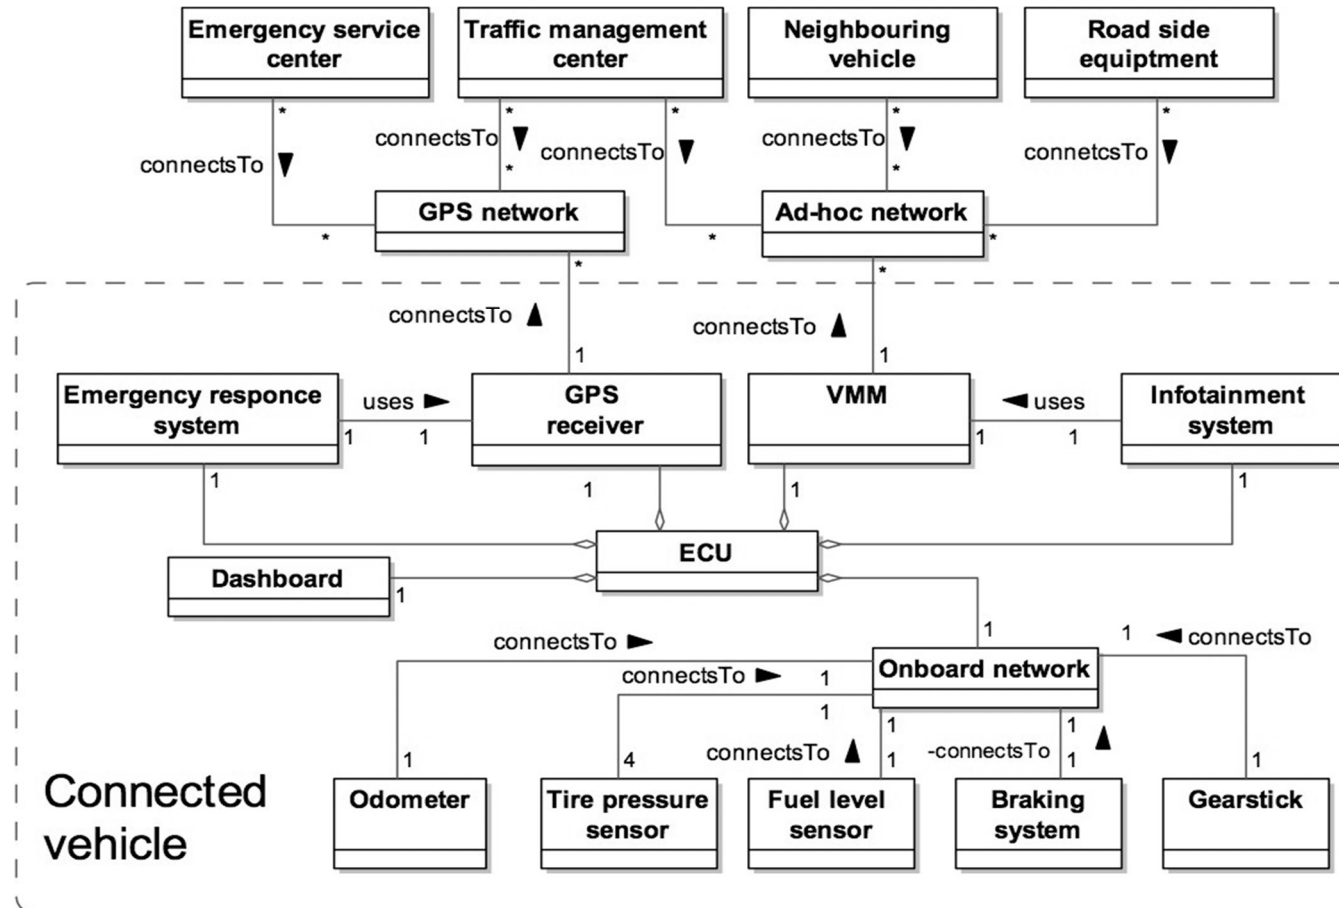 Emergency service
center
Traffic management
center
Neighbouring
vehicle
Road side
equiptment
*
*
*
*
*
connectsTo
connectsTo
connectsTo
connectsTo
connetcsTo
*
*
GPS network
Ad-hoc network
*
*
*
*
*
connectsTo
connectsTo
1
1
Emergency responce
system
uses
1
1
GPS
receiver
VMM
uses
1
1
Infotainment
system
1
1
1
1
ECU
Dashboard
1
1
connectsTo
1
connectsTo
connectsTo
1
Onboard network
1
1
1
connectsTo
-connectsTo
1
4
1
1
1
Odometer
Tire pressure
sensor
Fuel level
sensor
Braking
system
Gearstick
Connected
vehicle